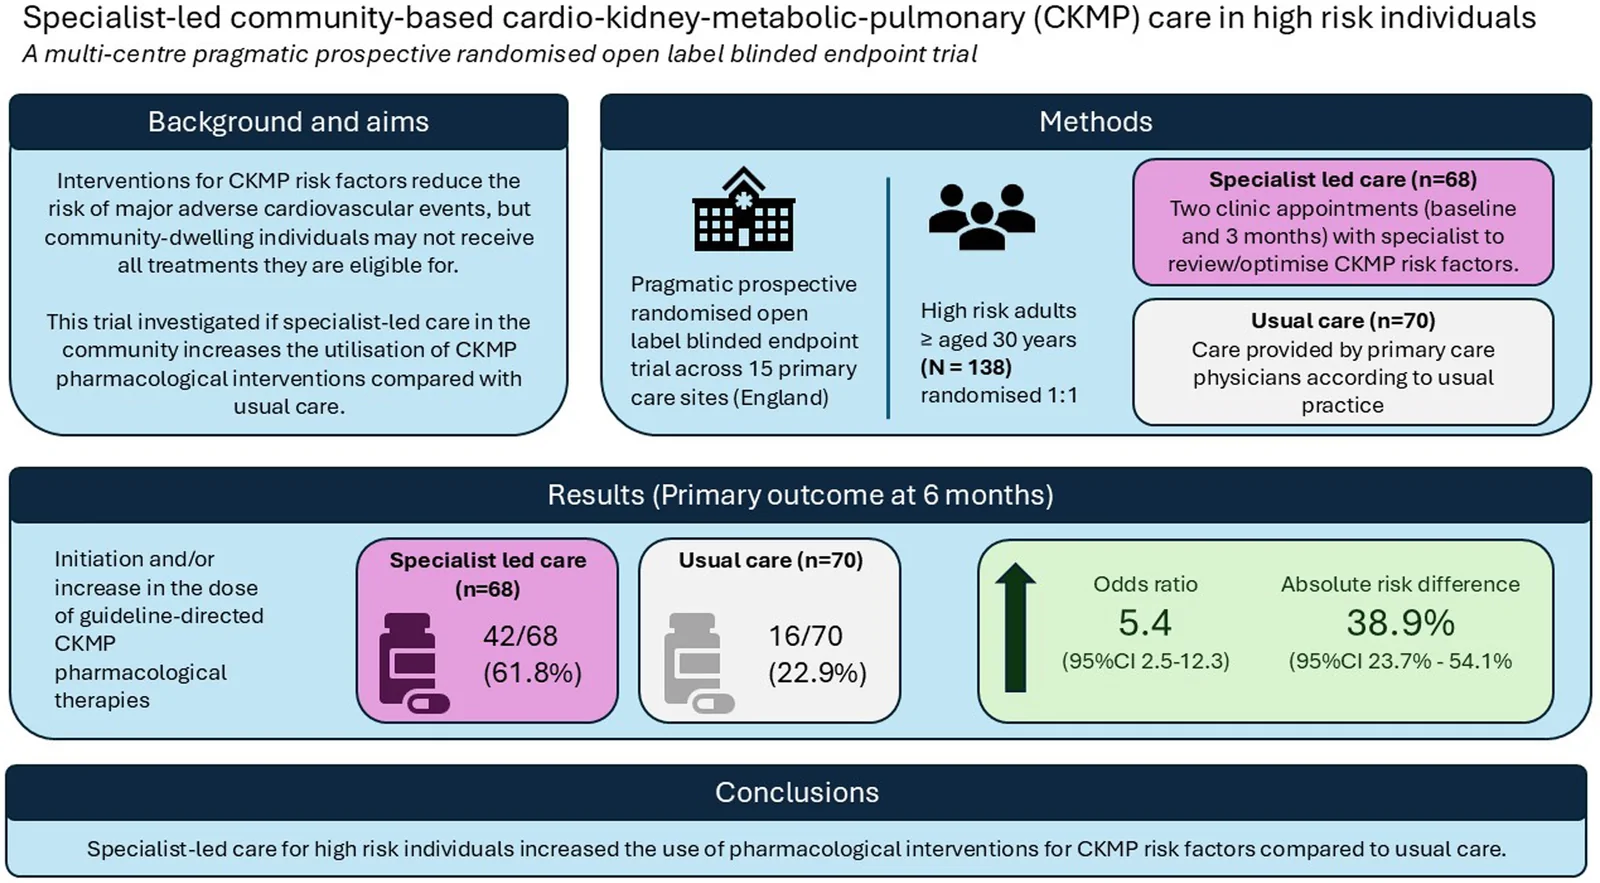 Specialist-led community-based cardio-kidney-metabolic-pulmonary (CKMP) care in high risk individuals
A multi-centre pragmatic prospective randomised open label blinded endpoint trial
Background and aims
Interventions for CKMP risk factors reduce the
risk of major adverse cardiovascular events, but
community-dwelling individuals may not receive
all treatments they are eligible for.
This trial investigated if specialist-led care in the
community increases the utilisation of CKMP
pharmacological interventions compared with
usual care.
Methods
Pragmatic prospective
randomised open
label blinded endpoint
trial across 15 primary
care sites (England)
High risk adults
≥ aged 30 years
(N = 138)
randomised 1:1
Specialist led care (n=68)
Two clinic appointments (baseline
and 3 months) with specialist to
review/optimise CKMP risk factors.
Usual care (n=70)
Care provided by primary care
physicians according to usual
practice
Results (Primary outcome at 6 months)
Initiation and/or
increase in the dose
of guideline-directed
CKMP
pharmacological
therapies
Specialist led care
(n=68)
42/68
(61.8%)
Usual care (n=70)
16/70
(22.9%)
Odds ratio
5.4
(95%CI 2.5-12.3)
Absolute risk difference
38.9%
(95%CI 23.7% - 54.1%
Conclusions
Specialist-led care for high risk individuals increased the use of pharmacological interventions for CKMP risk factors compared to usual care.